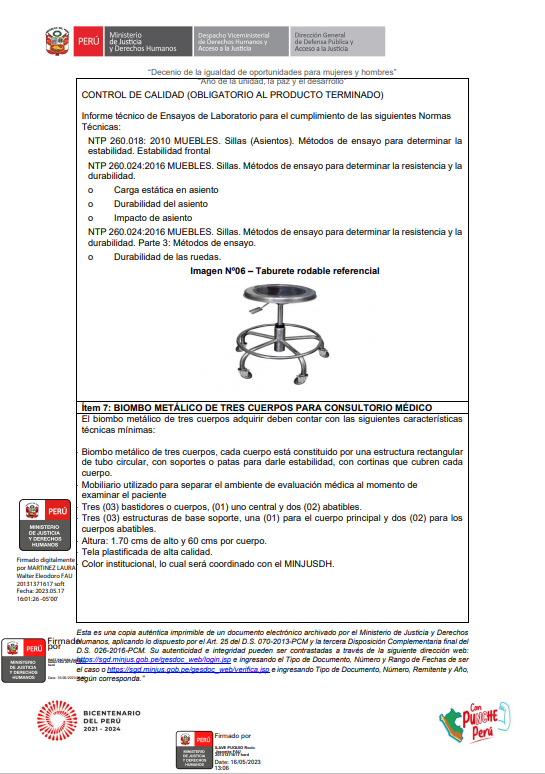 PERÚ
Ministerio
de Justicia
y Derechos Humanos
Despacho Viceministerial
de Derechos Humanos y
Acceso a la Justicia
Dirección General
de Defensa Pública y
Acceso a la Justicia
“Decenio de la igualdad de oportunidades para mujeres y hombres”
“Año de la unidad, la paz y el desarrollo”
CONTROL DE CALIDAD (OBLIGATORIO AL PRODUCTO TERMINADO)
Informe técnico de Ensayos de Laboratorio para el cumplimiento de las siguientes Normas
Técnicas:
NTP 260.018: 2010 MUEBLES. Sillas (Asientos). Métodos de ensayo para determinar la
estabilidad. Estabilidad frontal
NTP 260.024:2016 MUEBLES. Sillas. Métodos de ensayo para determinar la resistencia y la
durabilidad.
o Carga estática en asiento
o Durabilidad del asiento
o Impacto de asiento
NTP 260.024:2016 MUEBLES. Sillas. Métodos de ensayo para determinar la resistencia y la
durabilidad. Parte 3: Métodos de ensayo.
o Durabilidad de las ruedas.
Imagen Nº06 – Taburete rodable referencial
Ítem 7: BIOMBO METÁLICO DE TRES CUERPOS PARA CONSULTORIO MÉDICO
El biombo metálico de tres cuerpos adquirir deben contar con las siguientes características
técnicas mínimas:
Biombo metálico de tres cuerpos, cada cuerpo está constituido por una estructura rectangular
de tubo circular, con soportes o patas para darle estabilidad, con cortinas que cubren cada
cuerpo.
Mobiliario utilizado para separar el ambiente de evaluación médica al momento de
examinar el paciente
Tres (03) bastidores o cuerpos, (01) uno central y dos (02) abatibles.
Tres (03) estructuras de base soporte, una (01) para el cuerpo principal y dos (02) para los
cuerpos abatibles.
Altura: 1.70 cms de alto y 60 cms por cuerpo.
Tela plastificada de alta calidad.
Color institucional, lo cual será coordinado con el MINJUSDH.
PERÚ
MINISTERIO
DE JUSTICIA
Y DERECHOS
HUMANOS
Firmado digitalmente
por MARTINEZ LAURA
Walter Eleodoro FAU
20131371617 soft
Fecha: 2023.05.17
16:01:26 -05'00'
Esta es una copia auténtica imprimible de un documento electrónico archivado por el Ministerio de Justicia y Derechos
Humanos, aplicando lo dispuesto por el Art. 25 del D.S. 070-2013-PCM y la tercera Disposición Complementaria final del
D.S. 026-2016-PCM. Su autenticidad e integridad pueden ser contrastadas a través de la siguiente dirección web:
https://sgd.minjus.gob.pe/gesdoc_web/login.jsp e ingresando el Tipo de Documento, Número y Rango de Fechas de ser
el caso o https://sgd.minjus.gob.pe/gesdoc_web/verifica.jsp e ingresando Tipo de Documento, Número, Remitente y Año,
según corresponda.”
PERÚ
MINISTERIO
DE JUSTICIA
Y DERECHOS
HUMANOS
Firmado
por
BICENTENARIO
DEL PERÚ
2021 - 2024
PERÚ
MINISTERIO
DE JUSTICIA
Y DERECHOS
HUMANOS
Firmado por
Date: 16/05/2023
13:06
Con
PUNCHE
Perú